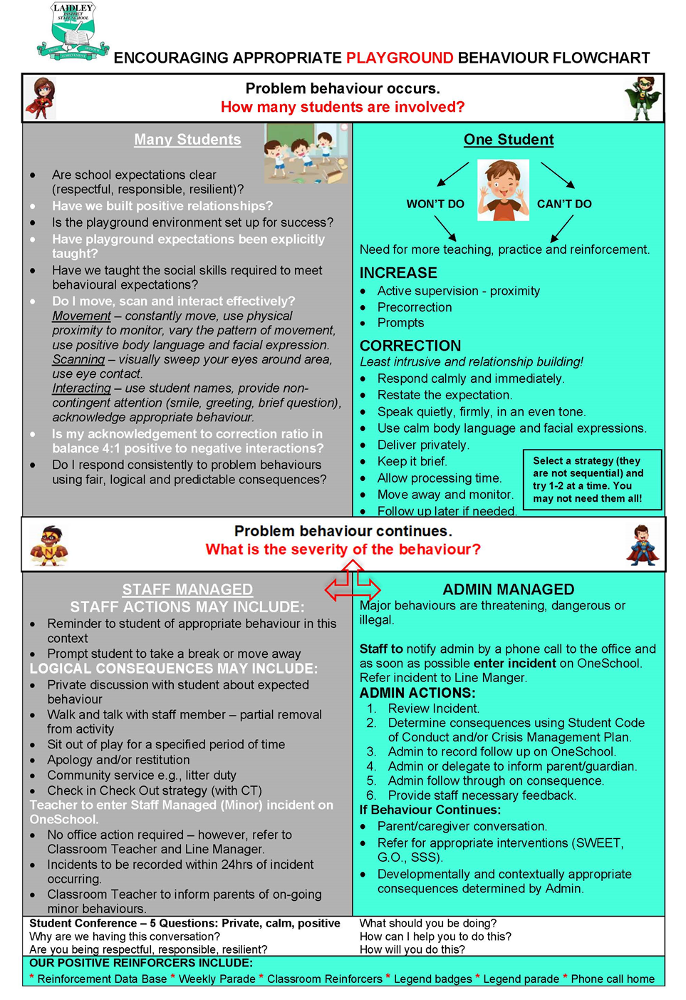 LAIDLEY
DISTRICT
STATE SCHOOL
ACHIEVEMENT
ENCOURAGING APPROPRIATE PLAYGROUND BEHAVIOUR FLOWCHART
Problem behaviour occurs.
How many students are involved?
Many Students
• Are school expectations clear
(respectful, responsible, resilient)?
• Have we built positive relationships?
• Is the playground environment set up for success?
• Have playground expectations been explicitly
taught?
• Have we taught the social skills required to meet
behavioural expectations?
• Do I move, scan and interact effectively?
Movement – constantly move, use physical
proximity to monitor, vary the pattern of movement,
use positive body language and facial expression.
Scanning – visually sweep your eyes around area,
use eye contact.
Interacting – use student names, provide non-
contingent attention (smile, greeting, brief question),
acknowledge appropriate behaviour.
• Is my acknowledgement to correction ratio in
balance 4:1 positive to negative interactions?
• Do I respond consistently to problem behaviours
using fair, logical and predictable consequences?
One Student
WON'T DO
CAN'T DO
Need for more teaching, practice and reinforcement.
INCREASE
• Active supervision - proximity
• Precorrection
• Prompts
CORRECTION
Least intrusive and relationship building!
• Respond calmly and immediately.
• Restate the expectation.
• Speak quietly, firmly, in an even tone.
• Use calm body language and facial expressions.
• Deliver privately.
• Keep it brief.
• Allow processing time.
• Move away and monitor.
• Follow up later if needed.
Select a strategy (they
are not sequential) and
try 1-2 at a time. You
may not need them all!
Problem behaviour continues.
What is the severity of the behaviour?
N
STAFF MANAGED
STAFF ACTIONS MAY INCLUDE:
• Reminder to student of appropriate behaviour in this
context
• Prompt student to take a break or move away
LOGICAL CONSEQUENCES MAY INCLUDE:
• Private discussion with student about expected
behaviour
• Walk and talk with staff member – partial removal
from activity
• Sit out of play for a specified period of time
• Apology and/or restitution
• Community service e.g., litter duty
• Check in Check Out strategy (with CT)
Teacher to enter Staff Managed (Minor) incident on
OneSchool.
• No office action required – however, refer to
Classroom Teacher and Line Manager.
• Incidents to be recorded within 24hrs of incident
occurring.
• Classroom Teacher to inform parents of on-going
minor behaviours.
ADMIN MANAGED
Major behaviours are threatening, dangerous or
illegal.
Staff to notify admin by a phone call to the office and
as soon as possible enter incident on OneSchool.
Refer incident to Line Manger.
ADMIN ACTIONS:
1. Review Incident.
2. Determine consequences using Student Code
of Conduct and/or Crisis Management Plan.
3. Admin to record follow up on OneSchool.
4. Admin or delegate to inform parent/guardian.
5. Admin follow through on consequence.
6. Provide staff necessary feedback.
If Behaviour Continues:
• Parent/caregiver conversation.
• Refer for appropriate interventions (SWEET,
G.O., SSS).
• Developmentally and contextually appropriate
consequences determined by Admin.
Student Conference – 5 Questions: Private, calm, positive
Why are we having this conversation?
Are you being respectful, responsible, resilient?
What should you be doing?
How can I help you to do this?
How will you do this?
OUR POSITIVE REINFORCERS INCLUDE:
* Reinforcement Data Base * Weekly Parade * Classroom Reinforcers * Legend badges * Legend parade * Phone call home